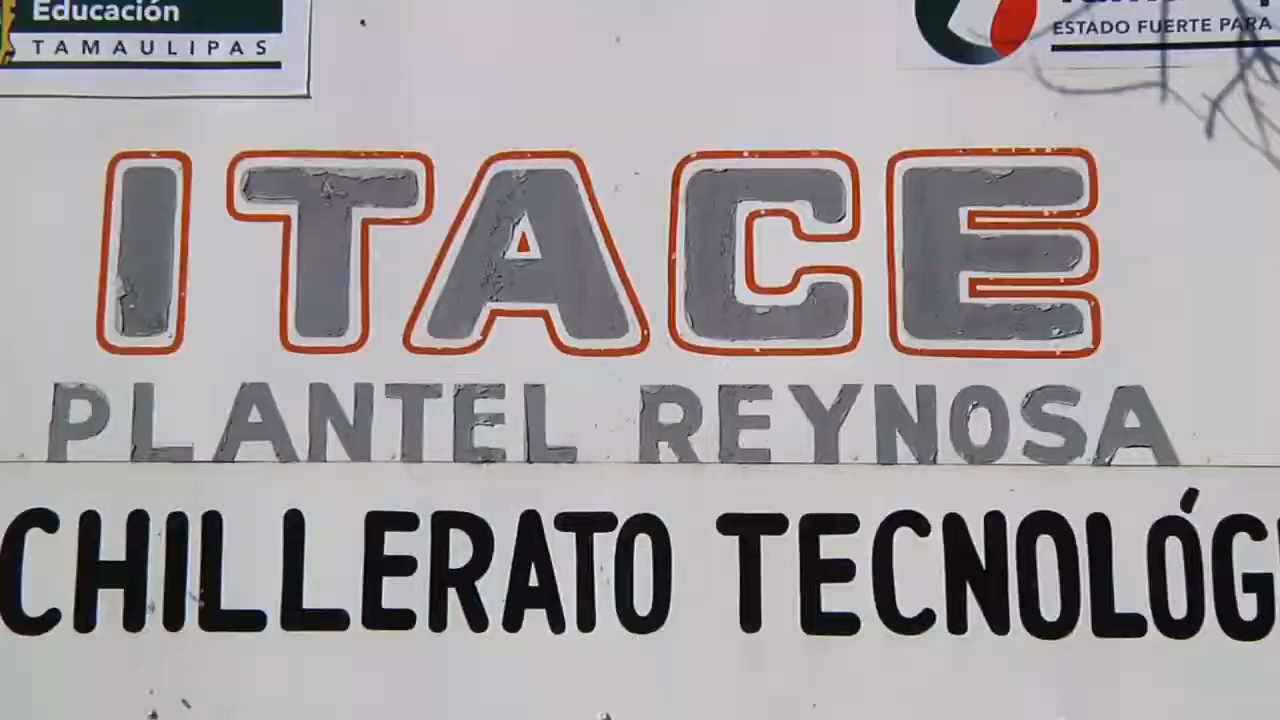 Educación
TAMAULIPAS
ESTADO FUERTE PARA
ITACE
PLANTEL REYNOSA
CHILLERATO TECNOLÓG